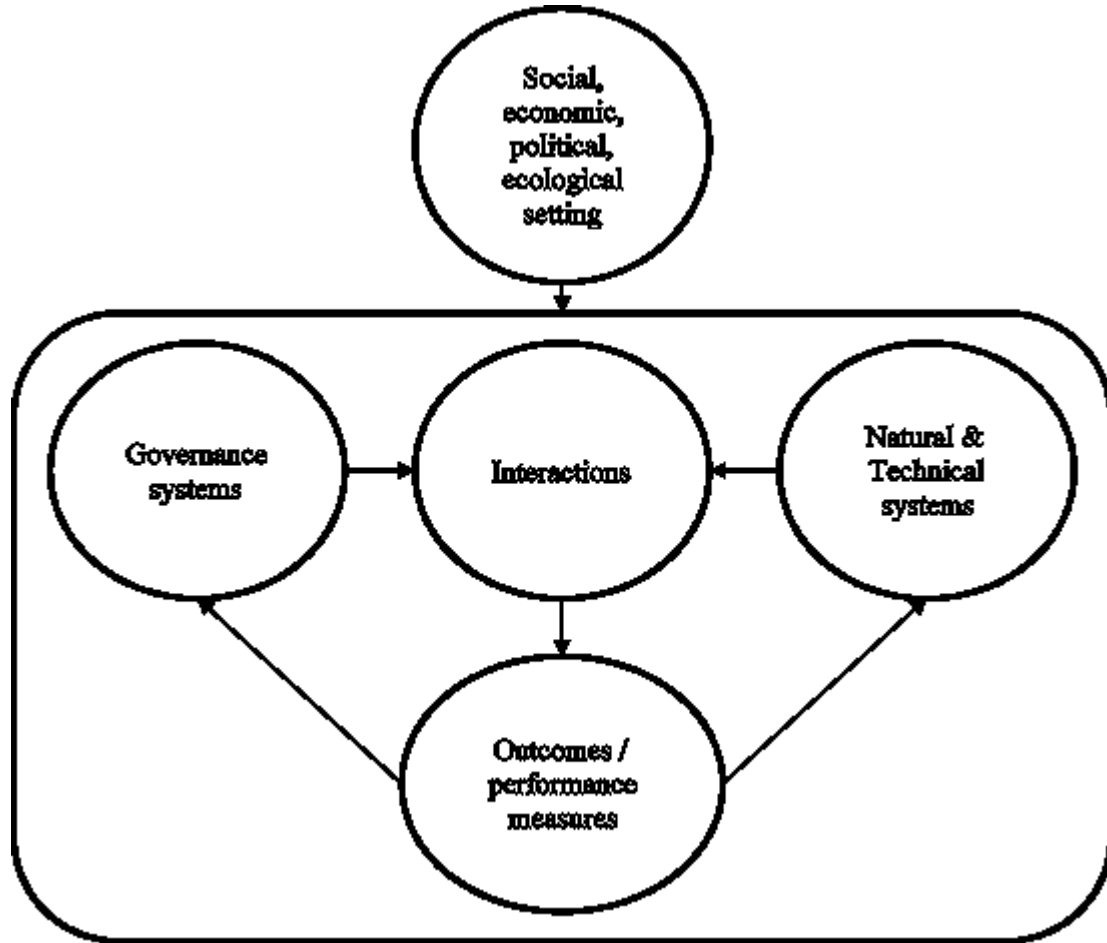 Social,
economic,
political,
ecological
setting
Governance
systems
Interactions
Natural &
Technical
systems
Outcomes /
performance
measures